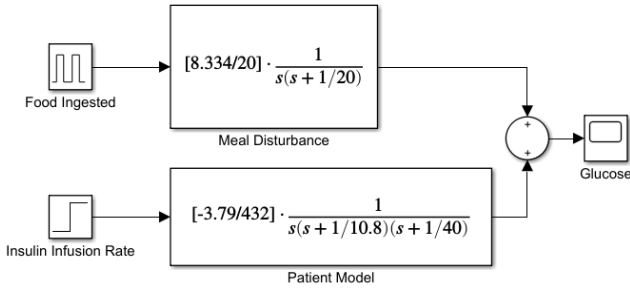 [8.334/20] · 1/(s(s + 1/20))
Food Ingested
Meal Disturbance
+
+
Glucose
[-3.79/432] · 1/(s(s + 1/10.8)(s + 1/40))
Insulin Infusion Rate
Patient Model